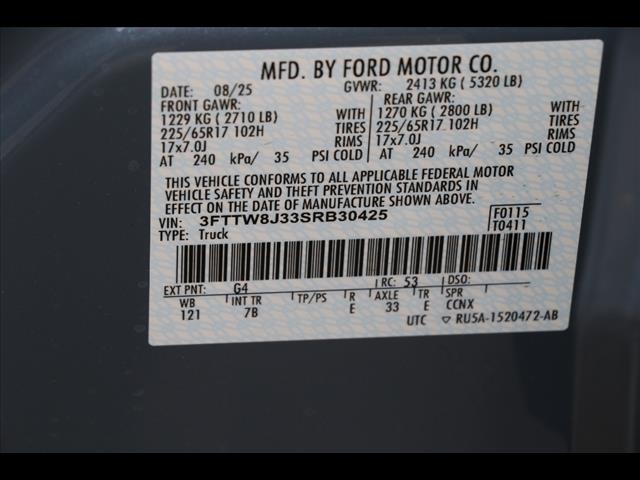 MFD. BY FORD MOTOR CO.
DATE: 08/25 GVWR: 2413 KG ( 5320 LB)
FRONT GAWR: REAR GAWR:
1229 KG ( 2710 LB) WITH 1270 KG ( 2800 LB) WITH
225/65R17 102H TIRES 225/65R17 102H TIRES
17x7.0J RIMS 17x7.0J RIMS
AT 240 kPa/ 35 PSI COLD AT 240 kPa/ 35 PSI COLD
THIS VEHICLE CONFORMS TO ALL APPLICABLE FEDERAL MOTOR
VEHICLE SAFETY AND THEFT PREVENTION STANDARDS IN
EFFECT ON THE DATE OF MANUFACTURE SHOWN ABOVE.
VIN: 3FTTW8J33SRB30425 F0115
TYPE: Truck T0411
EXT PNT: G4 RC: 53 DSO:
WB INT TR TP/PS R AXLE TR SPR
121 7B E 33 E CCNX
UTC ▽ RU5A-1520472-AB